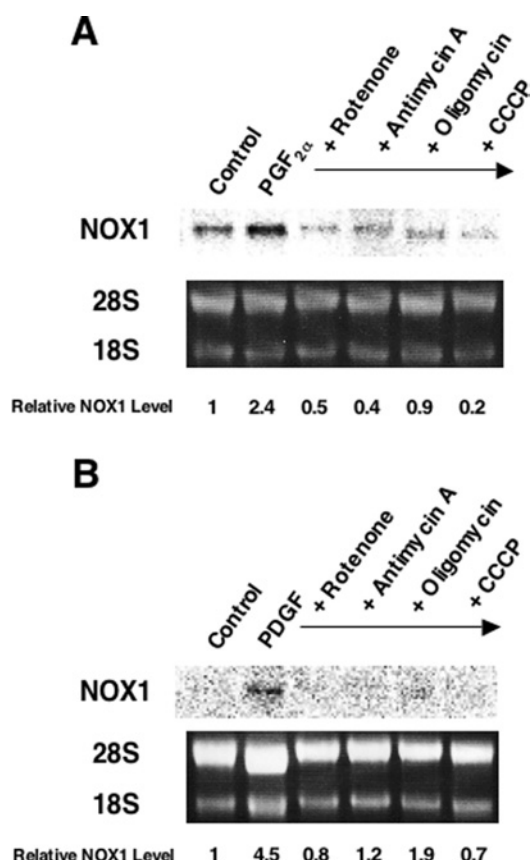 A
Control PGF2α + Rotenone + Antimycin A + Oligomycin + CCCP
NOX1
28S
18S
Relative NOX1 Level 1 2.4 0.5 0.4 0.9 0.2
B
Control PDGF + Rotenone + Antimycin A + Oligomycin + CCCP
NOX1
28S
18S
Relative NOX1 Level 1 4.5 0.8 1.2 1.9 0.7